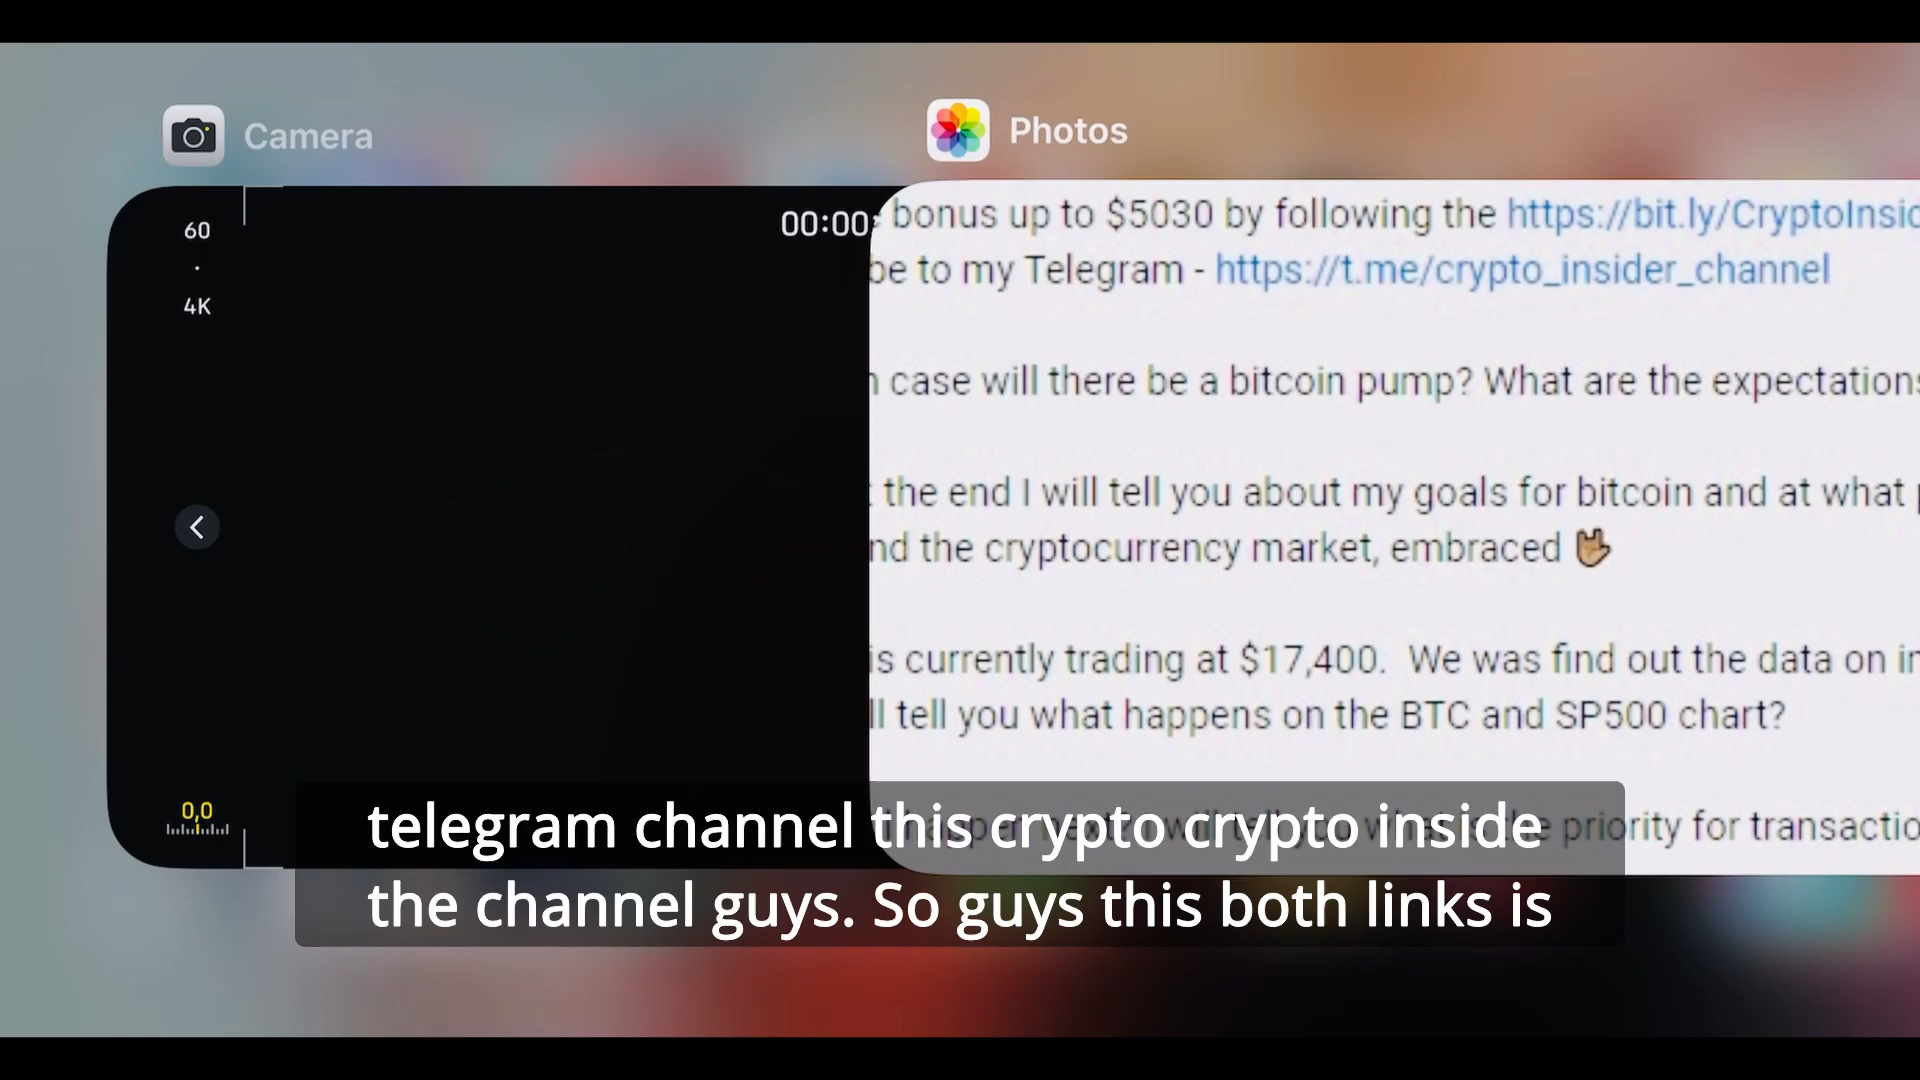 Camera
Photos
60
4K
00:00:
0,0
bonus up to $5030 by following the https://bit.ly/CryptoInsid
be to my Telegram - https://t.me/crypto_insider_channel
case will there be a bitcoin pump? What are the expectations
the end I will tell you about my goals for bitcoin and at what
nd the cryptocurrency market, embraced 🤟🏽
is currently trading at $17,400.  We was find out the data on in
ll tell you what happens on the BTC and SP500 chart?
priority for transactio
telegram channel this crypto crypto inside
the channel guys. So guys this both links is